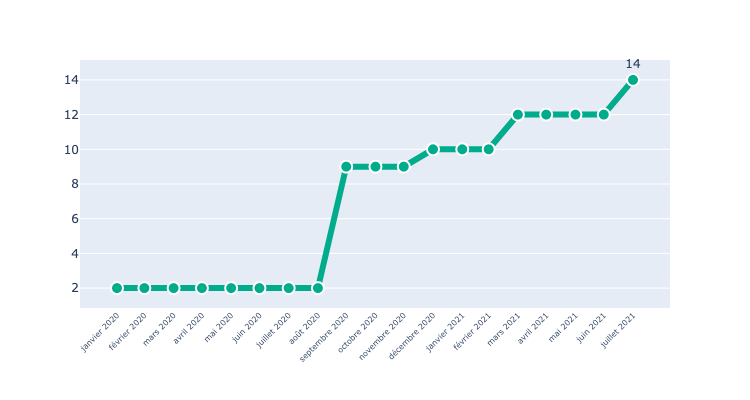 14
14
12
10
8
6
4
2
janvier 2020
février 2020
mars 2020
avril 2020
mai 2020
juin 2020
juillet 2020
août 2020
septembre 2020
octobre 2020
novembre 2020
décembre 2020
janvier 2021
février 2021
mars 2021
avril 2021
mai 2021
juin 2021
juillet 2021